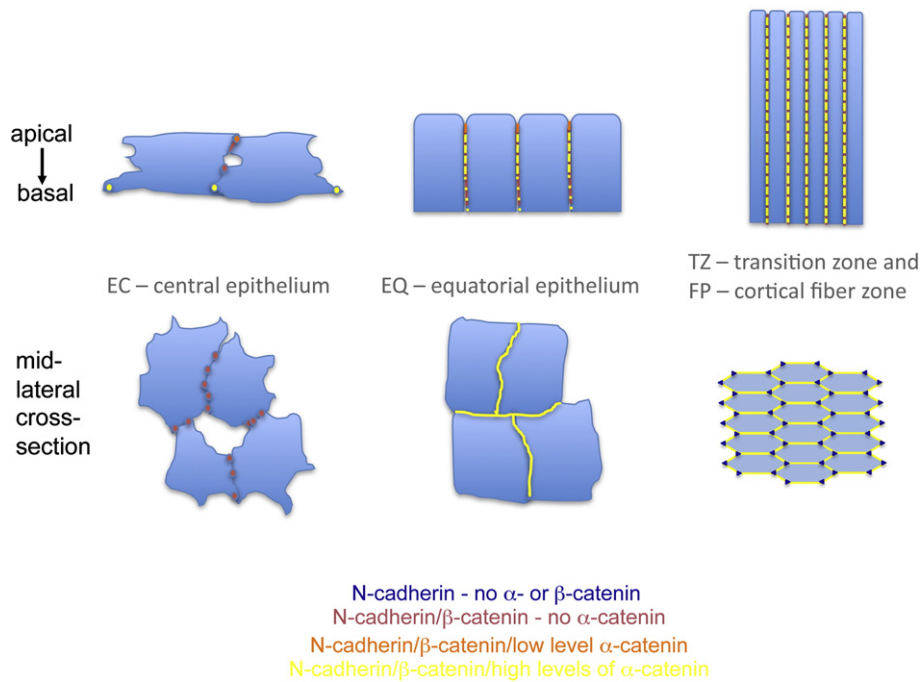 apical
basal
EC – central epithelium
EQ – equatorial epithelium
TZ – transition zone and
FP – cortical fiber zone
mid-
lateral
cross-
section
N-cadherin - no α- or β-catenin
N-cadherin/β-catenin - no α-catenin
N-cadherin/β-catenin/low level α-catenin
N-cadherin/β-catenin/high levels of α-catenin